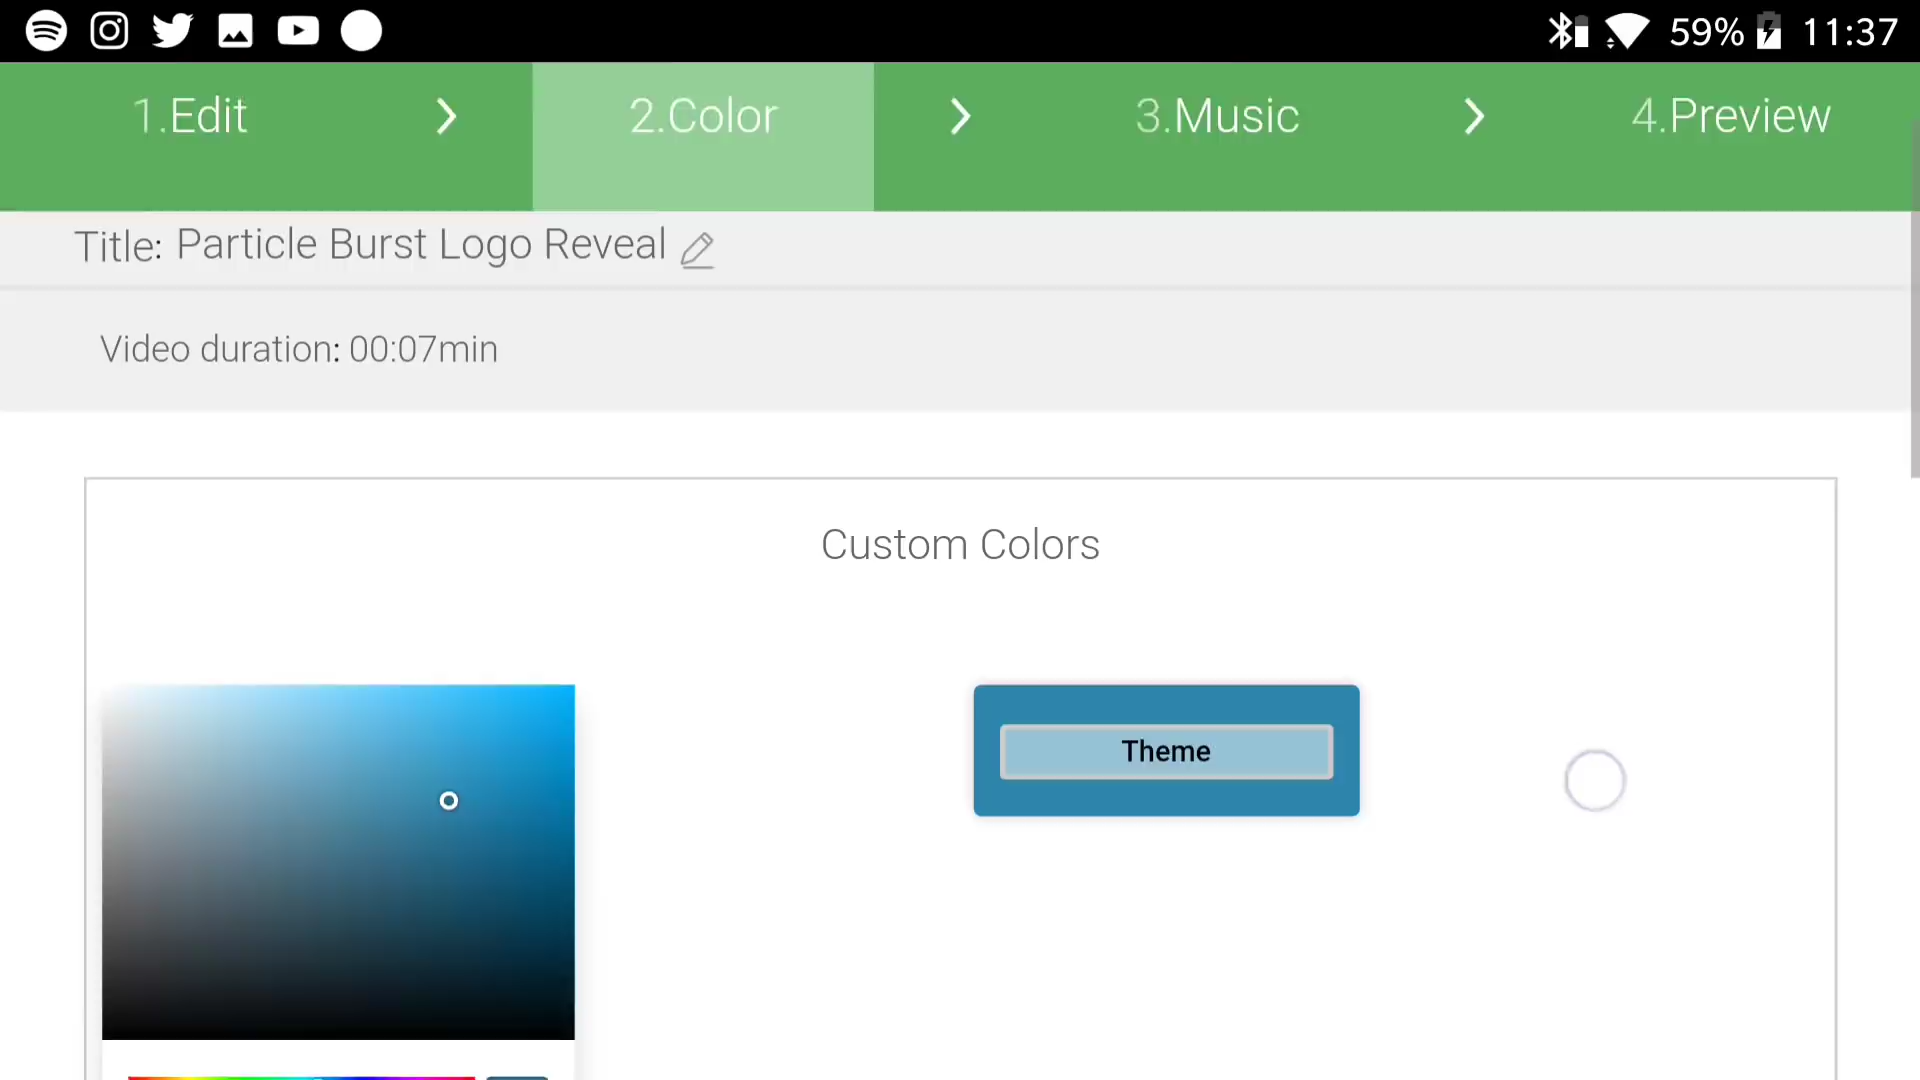 59% 11:37
1.Edit 2.Color 3.Music 4.Preview
Title: Particle Burst Logo Reveal
Video duration: 00:07min
Custom Colors
Theme